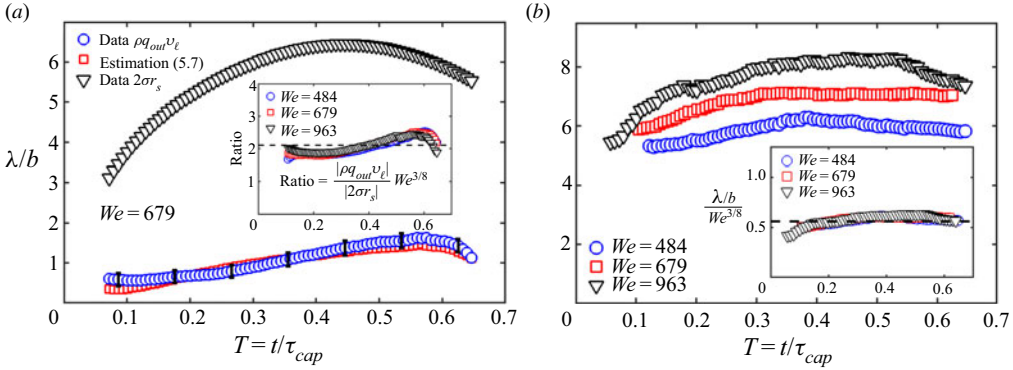 (a)
Data ρq_out υ_ℓ
Estimation (5.7)
Data 2σr_s
6
5
4
3
2
1
0
λ/b
We = 679
0.1
0.2
0.3
0.4
0.5
0.6
0.7
T = t/τ_cap
We = 484
We = 679
We = 963
Ratio
4
3
2
1
0
0.2
0.4
0.6
Ratio = |ρq_out υ_ℓ| / |2σr_s| We^3/8
(b)
8
6
4
2
0
We = 484
We = 679
We = 963
0.1
0.2
0.3
0.4
0.5
0.6
0.7
T = t/τ_cap
λ/b
We^3/8
We = 484
We = 679
We = 963
1.0
0.5
0
0.2
0.4
0.6